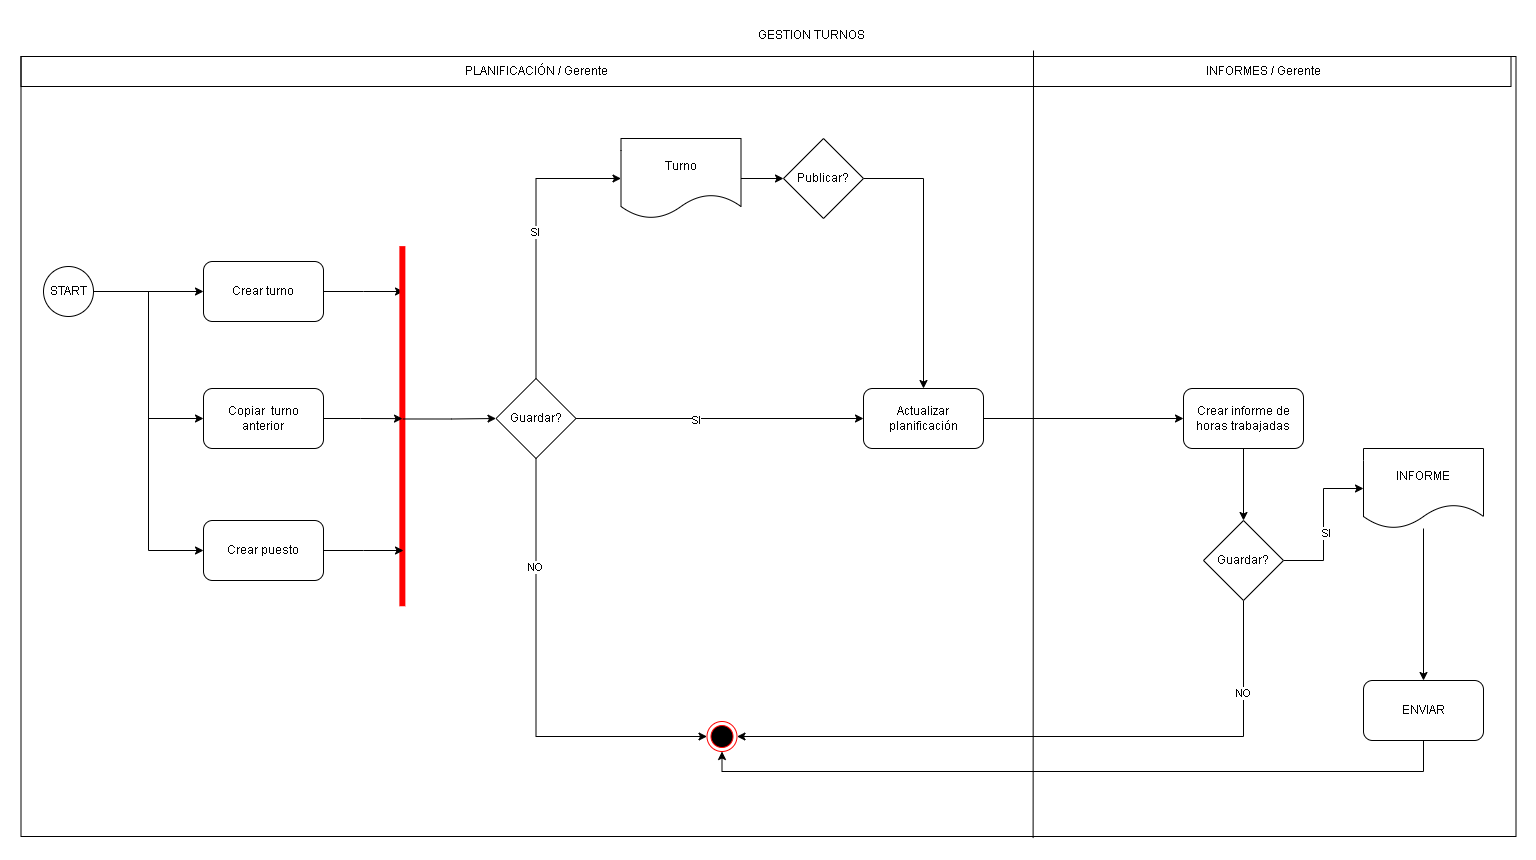 GESTION TURNOS
PLANIFICACIÓN / Gerente
INFORMES / Gerente
Turno
Publicar?
SI
START
Crear turno
Copiar turno
anterior
Guardar?
SI
Actualizar
planificación
Crear informe de
horas trabajadas
INFORME
SI
Crear puesto
NO
Guardar?
NO
ENVIAR